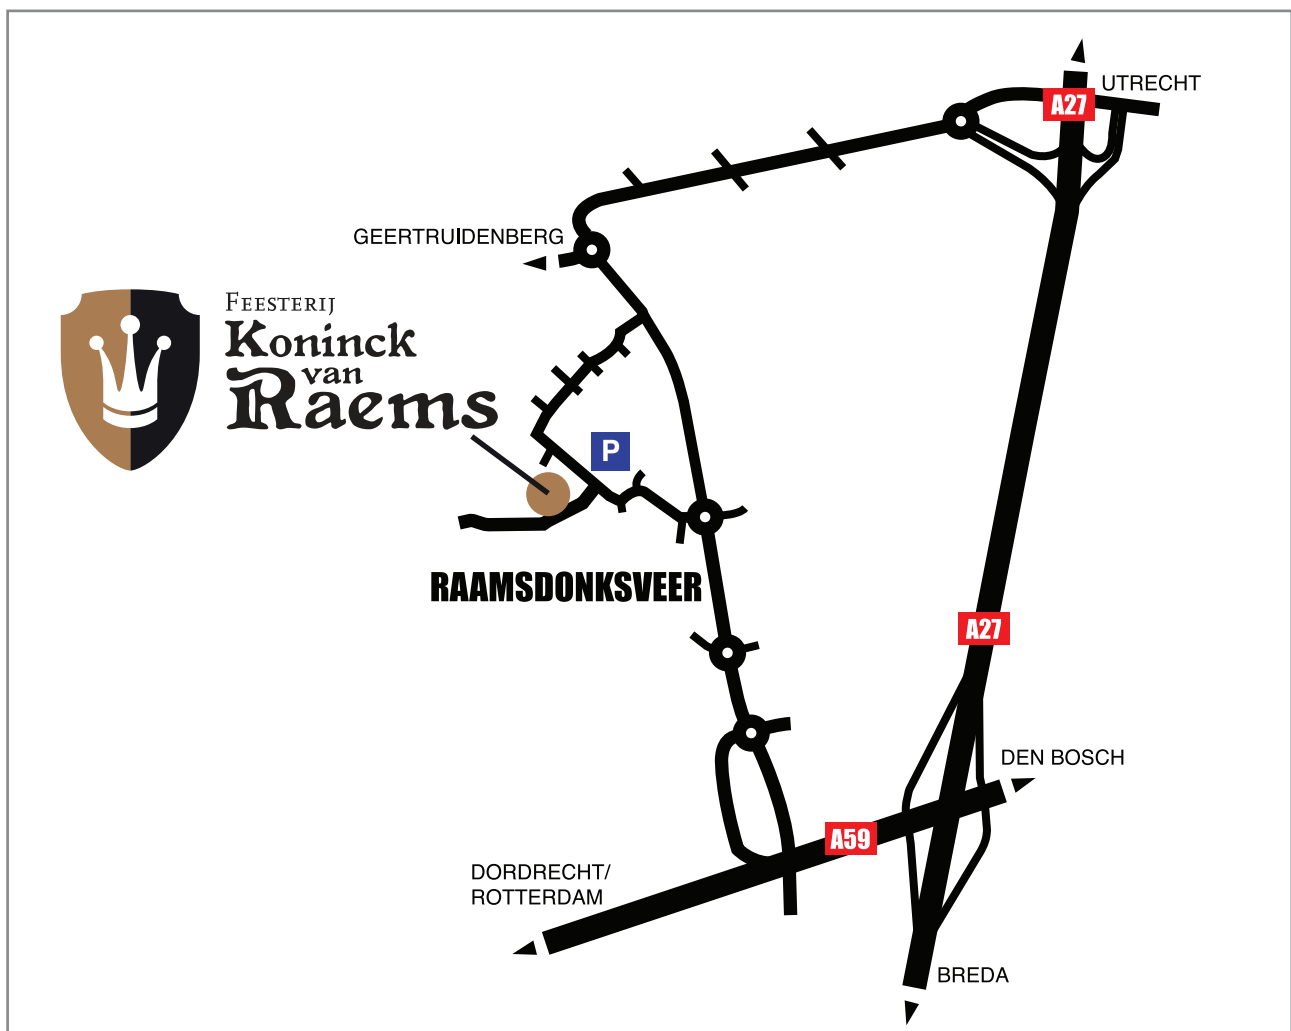 UTRECHT
A27
GEERTRUIDENBERG
FEESTERIJ
Koninck
van
Raems
P
RAAMSDONKSVEER
A27
DEN BOSCH
A59
DORDRECHT/
ROTTERDAM
BREDA